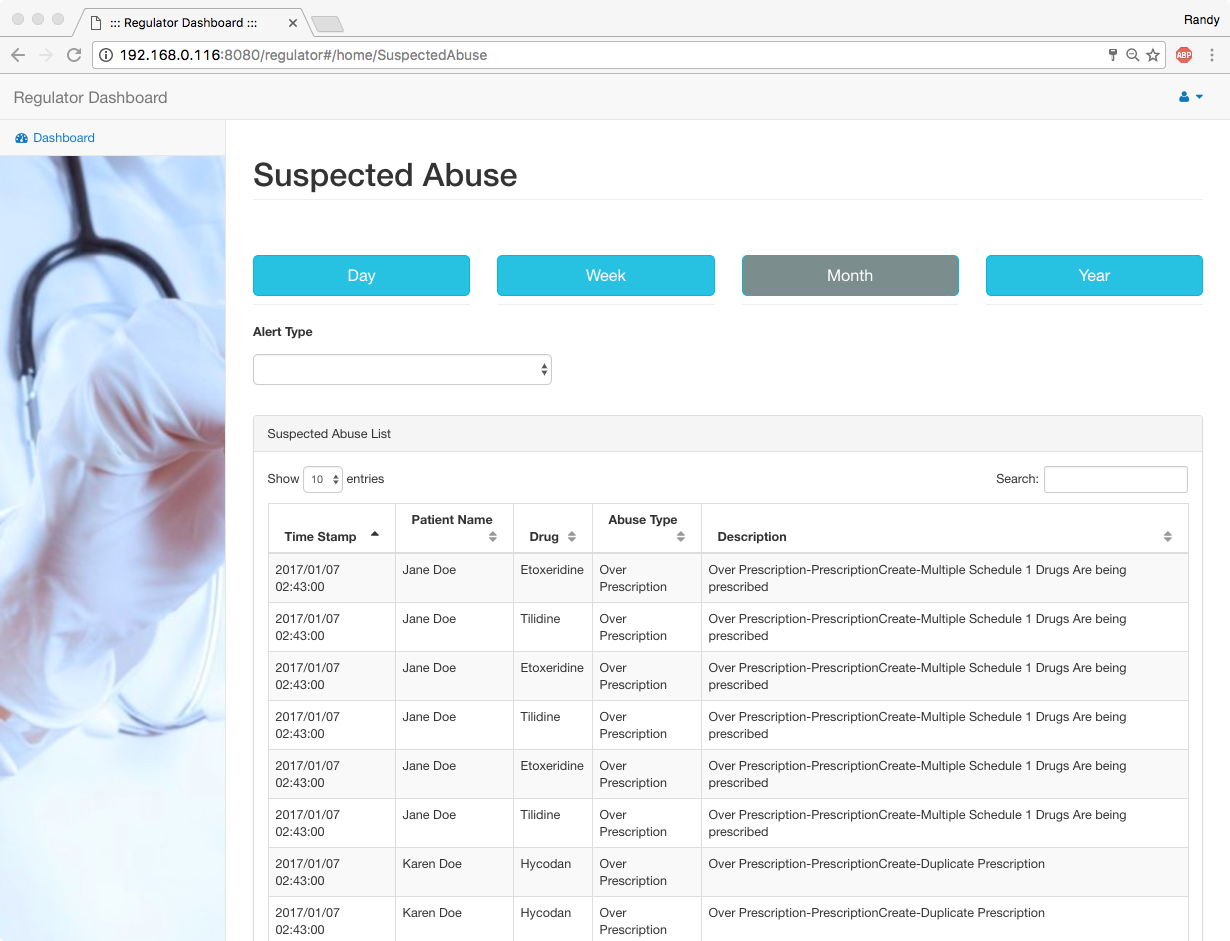 ::: Regulator Dashboard :::
Randy
192.168.0.116:8080/regulator#/home/SuspectedAbuse
ABP
Regulator Dashboard
Dashboard
Suspected Abuse
Day Week Month Year
Alert Type
Suspected Abuse List
Show 10 entries Search:
Patient Name Abuse Type
Time Stamp Drug Description
2017/01/07 Jane Doe Etoxeridine Over Over Prescription-PrescriptionCreate-Multiple Schedule 1 Drugs Are being
02:43:00 Prescription prescribed
2017/01/07 Jane Doe Tilidine Over Over Prescription-PrescriptionCreate-Multiple Schedule 1 Drugs Are being
02:43:00 Prescription prescribed
2017/01/07 Jane Doe Etoxeridine Over Over Prescription-PrescriptionCreate-Multiple Schedule 1 Drugs Are being
02:43:00 Prescription prescribed
2017/01/07 Jane Doe Tilidine Over Over Prescription-PrescriptionCreate-Multiple Schedule 1 Drugs Are being
02:43:00 Prescription prescribed
2017/01/07 Jane Doe Etoxeridine Over Over Prescription-PrescriptionCreate-Multiple Schedule 1 Drugs Are being
02:43:00 Prescription prescribed
2017/01/07 Jane Doe Tilidine Over Over Prescription-PrescriptionCreate-Multiple Schedule 1 Drugs Are being
02:43:00 Prescription prescribed
2017/01/07 Karen Doe Hycodan Over Over Prescription-PrescriptionCreate-Duplicate Prescription
02:43:00 Prescription
2017/01/07 Karen Doe Hycodan Over Over Prescription-PrescriptionCreate-Duplicate Prescription
02:43:00 Prescription